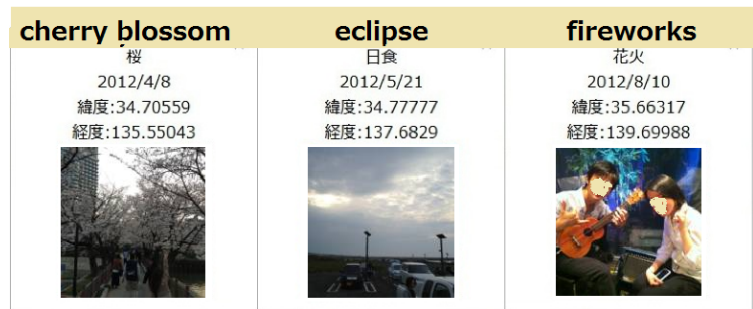 cherry blossom
桜
2012/4/8
緯度:34.70559
経度:135.55043
eclipse
日食
2012/5/21
緯度:34.77777
経度:137.6829
fireworks
花火
2012/8/10
緯度:35.66317
経度:139.69988